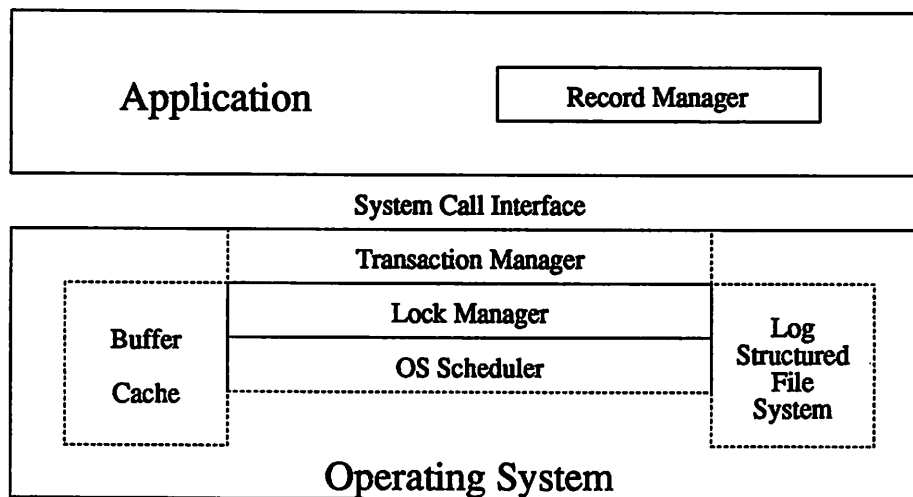 Application
Record Manager
System Call Interface
Transaction Manager
Lock Manager
OS Scheduler
Buffer
Cache
Log
Structured
File
System
Operating System